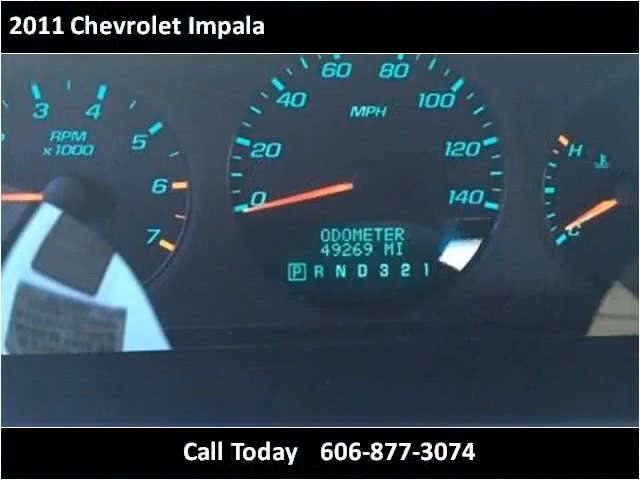 2011 Chevrolet Impala
60 80
3 4 40 MPH 100
RPM 5 H
x1000 20 120
6 0 140
7 ODOMETER C
49269 MI
P R N D 3 2 1
Call Today 606-877-3074